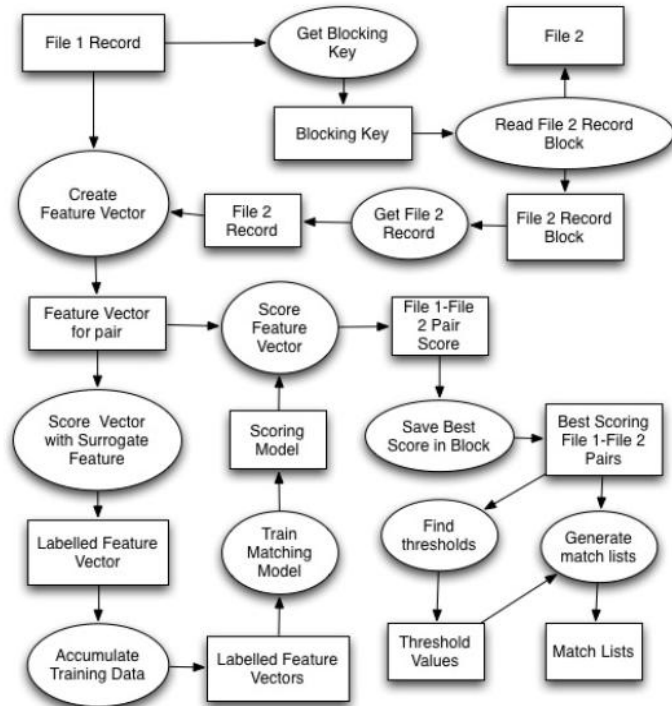 File 1 Record
Get Blocking
Key
File 2
Blocking Key
Read File 2 Record
Block
Create
Feature Vector
File 2
Record
Get File 2
Record
File 2 Record
Block
Feature Vector
for pair
Score
Feature
Vector
File 1-File
2 Pair
Score
Score Vector
with Surrogate
Feature
Scoring
Model
Save Best
Score in Block
Best Scoring
File 1-File 2
Pairs
Labelled Feature
Vector
Train
Matching
Model
Find
thresholds
Generate
match lists
Accumulate
Training Data
Labelled Feature
Vectors
Threshold
Values
Match Lists